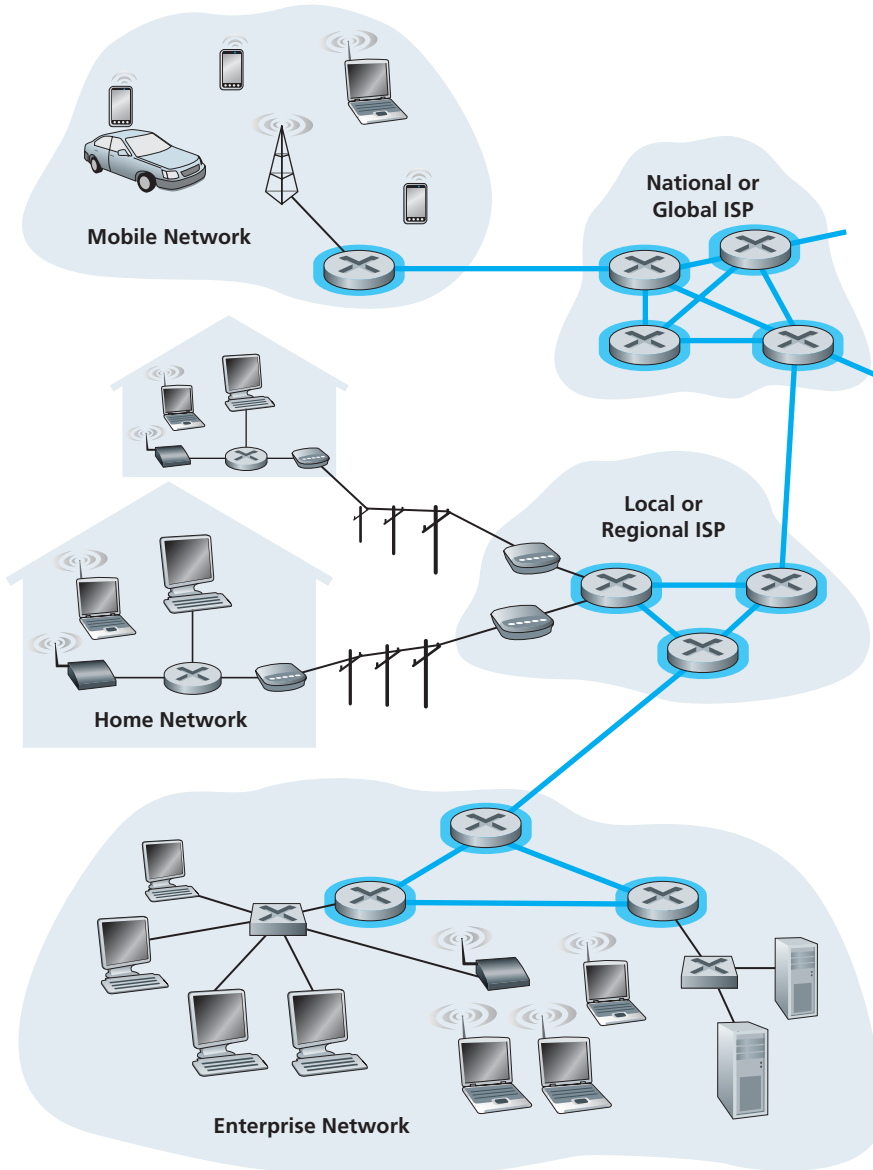 National or
Global ISP
Mobile Network
Local or
Regional ISP
Home Network
Enterprise Network